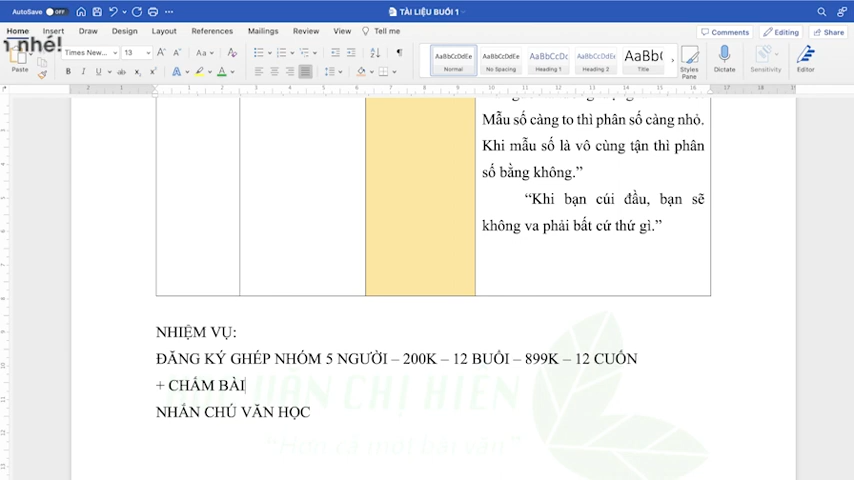 AutoSave OFF
TÀI LIỆU BUỔI 1
Home Insert Draw Design Layout References Mailings Review View Tell me
Comments Editing Share
nhé!
Paste
Times New... 13
AaBbCcDdEe Normal
AaBbCcDdEe No Spacing
AaBbCcDc Heading 1
AaBbCcDdEe Heading 2
AaBb( Title
Styles Pane
Dictate
Sensitivity
Editor
Mẫu số càng to thì phân số càng nhỏ.
Khi mẫu số là vô cùng tận thì phân
số bằng không.”
“Khi bạn cúi đầu, bạn sẽ
không va phải bất cứ thứ gì.”
NHIỆM VỤ:
ĐĂNG KÝ GHÉP NHÓM 5 NGƯỜI – 200K – 12 BUỔI – 899K – 12 CUỐN
+ CHẤM BÀI
NHẮN CHÚ VĂN HỌC